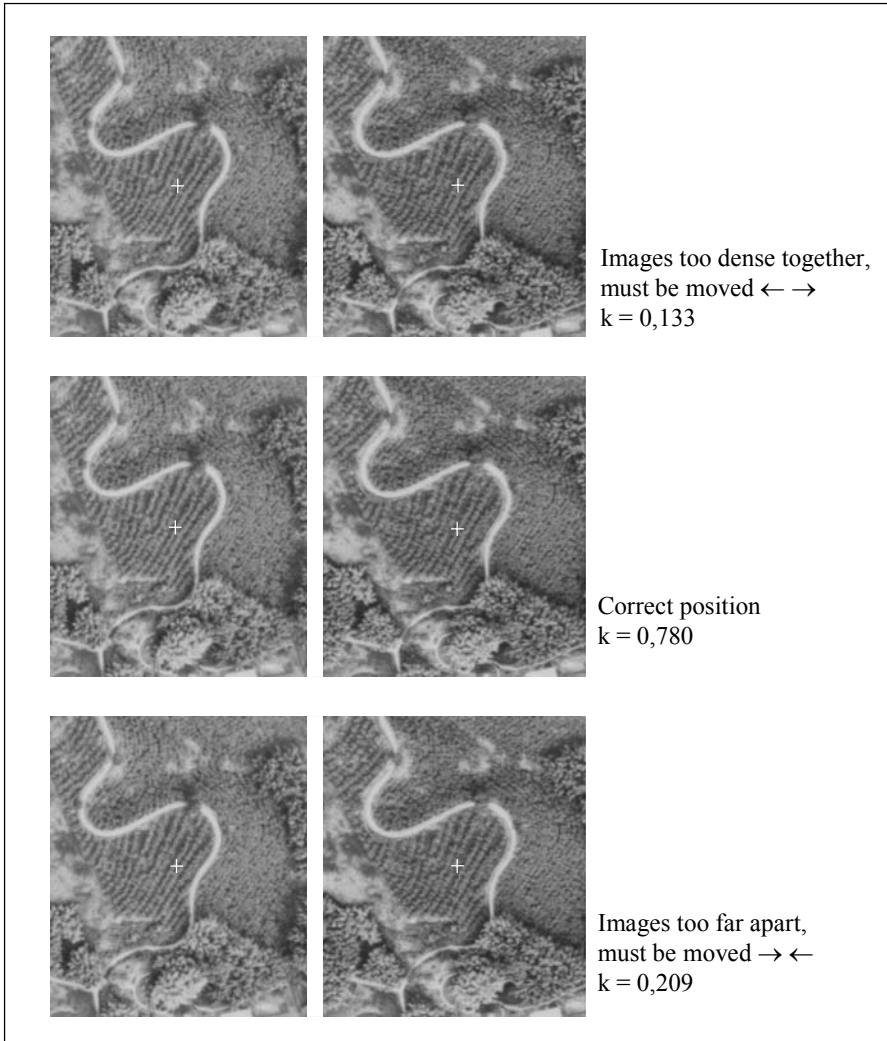 Images too dense together,
must be moved ← →
k = 0,133
Correct position
k = 0,780
Images too far apart,
must be moved → ←
k = 0,209